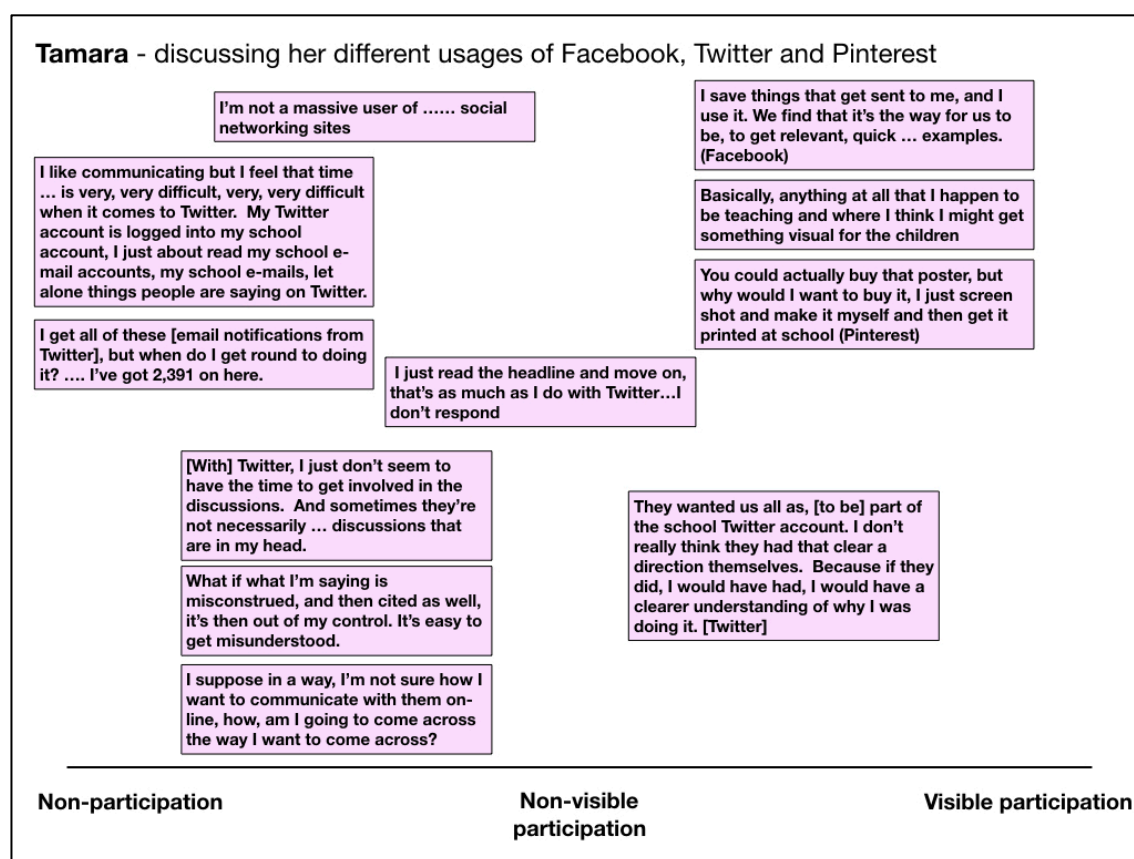 Tamara - discussing her different usages of Facebook, Twitter and Pinterest
I'm not a massive user of …… social
networking sites
I like communicating but I feel that time
… is very, very difficult, very, very difficult
when it comes to Twitter.  My Twitter
account is logged into my school
account, I just about read my school e-
mail accounts, my school e-mails, let
alone things people are saying on Twitter.
I get all of these [email notifications from
Twitter], but when do I get round to doing
it? …. I've got 2,391 on here.
I just read the headline and move on,
that's as much as I do with Twitter…I
don't respond
[With] Twitter, I just don't seem to
have the time to get involved in the
discussions.  And sometimes they're
not necessarily … discussions that
are in my head.
What if what I'm saying is
misconstrued, and then cited as well,
it's then out of my control. It's easy to
get misunderstood.
I suppose in a way, I'm not sure how I
want to communicate with them on-
line, how, am I going to come across
the way I want to come across?
I save things that get sent to me, and I
use it. We find that it's the way for us to
be, to get relevant, quick … examples.
(Facebook)
Basically, anything at all that I happen to
be teaching and where I think I might get
something visual for the children
You could actually buy that poster, but
why would I want to buy it, I just screen
shot and make it myself and then get it
printed at school (Pinterest)
They wanted us all as, [to be] part of
the school Twitter account. I don't
really think they had that clear a
direction themselves.  Because if they
did, I would have had, I would have a
clearer understanding of why I was
doing it. [Twitter]
Non-participation
Non-visible
participation
Visible participation